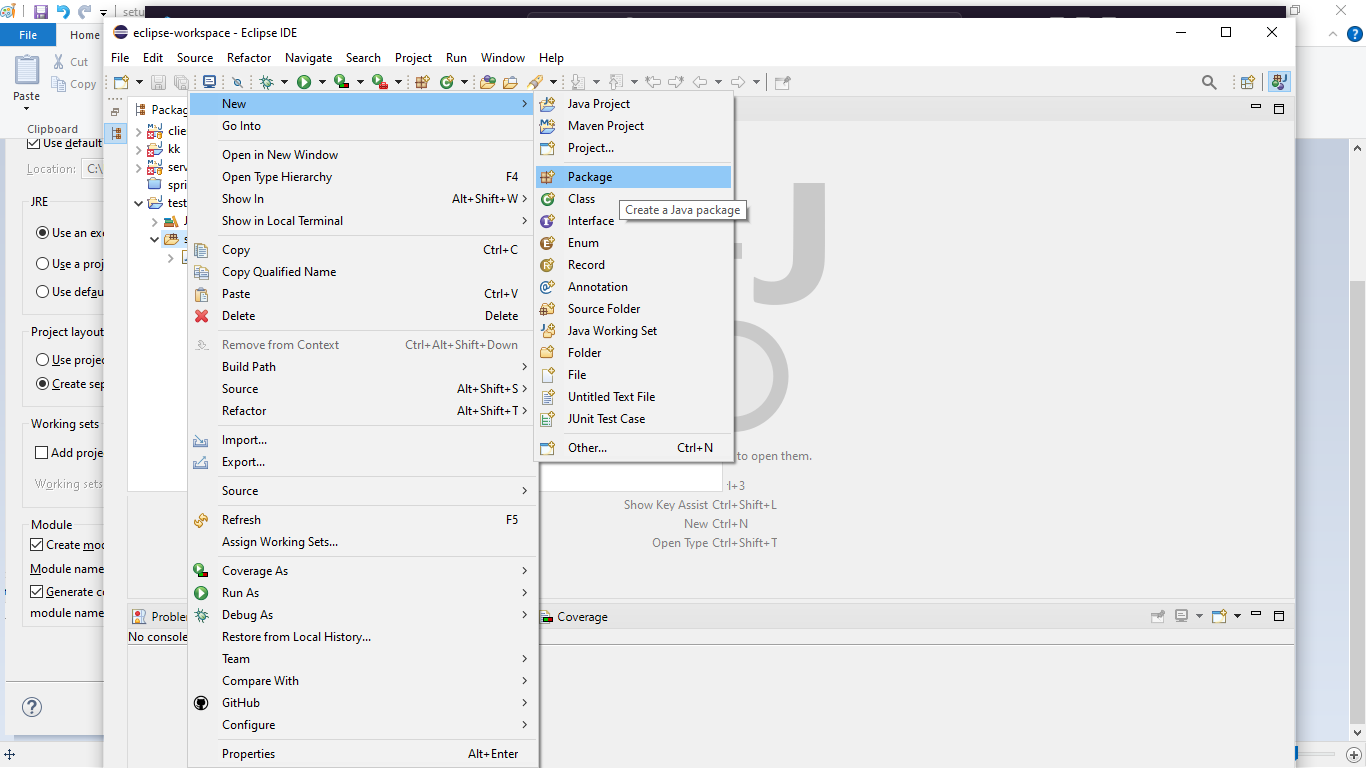 setu
File
Home
Cut
Copy
Paste
Clipboard
Use default
Location:
C:\
JRE
Use an exe
Use a proj
Use defau
Project layout
Use projec
Create sep
Working sets
Add proje
Working sets
Module
Create mod
Module name
Generate co
module name
eclipse-workspace - Eclipse IDE
File Edit Source Refactor Navigate Search Project Run Window Help
Packag
clie
kk
serv
spri
test
J
s
New
Go Into
Open in New Window
Open Type Hierarchy F4
Show In Alt+Shift+W
Show in Local Terminal
Copy Ctrl+C
Copy Qualified Name
Paste Ctrl+V
Delete Delete
Remove from Context Ctrl+Alt+Shift+Down
Build Path
Source Alt+Shift+S
Refactor Alt+Shift+T
Import...
Export...
Source
Refresh F5
Assign Working Sets...
Coverage As
Run As
Debug As
Restore from Local History...
Team
Compare With
GitHub
Configure
Properties Alt+Enter
Java Project
Maven Project
Project...
Package
Class
Interface
Enum
Record
Annotation
Source Folder
Java Working Set
Folder
File
Untitled Text File
JUnit Test Case
Other... Ctrl+N
Create a Java package
to open them.
+3
Show Key Assist Ctrl+Shift+L
New Ctrl+N
Open Type Ctrl+Shift+T
Problem
Coverage
No console